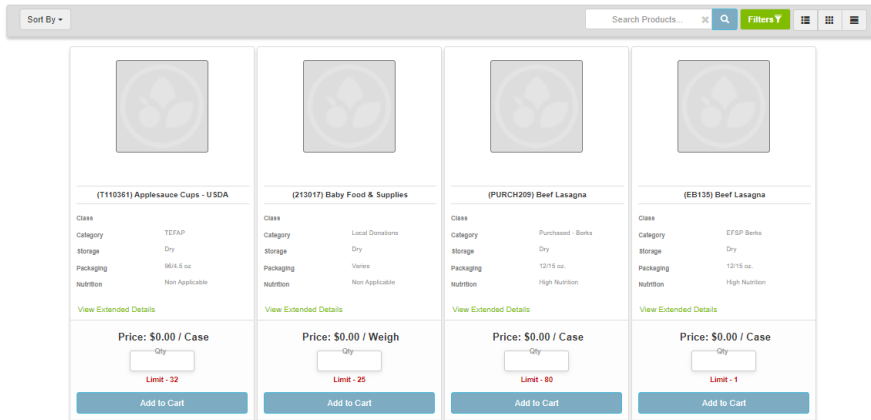 Sort By
Search Products...
Filters
(T110361) Applesauce Cups - USDA
Class
Category TEFAP
Storage Dry
Packaging 96/4.5 oz
Nutrition Non Applicable
View Extended Details
Price: $0.00 / Case
Qty
Limit - 32
Add to Cart
(213017) Baby Food & Supplies
Class
Category Local Donations
Storage Dry
Packaging Varies
Nutrition Non Applicable
View Extended Details
Price: $0.00 / Weigh
Qty
Limit - 25
Add to Cart
(PURCH209) Beef Lasagna
Class
Category Purchased - Berks
Storage Dry
Packaging 12/15 oz.
Nutrition High Nutrition
View Extended Details
Price: $0.00 / Case
Qty
Limit - 80
Add to Cart
(EB135) Beef Lasagna
Class
Category EFSP Berks
Storage Dry
Packaging 12/15 oz.
Nutrition High Nutrition
View Extended Details
Price: $0.00 / Case
Qty
Limit - 1
Add to Cart